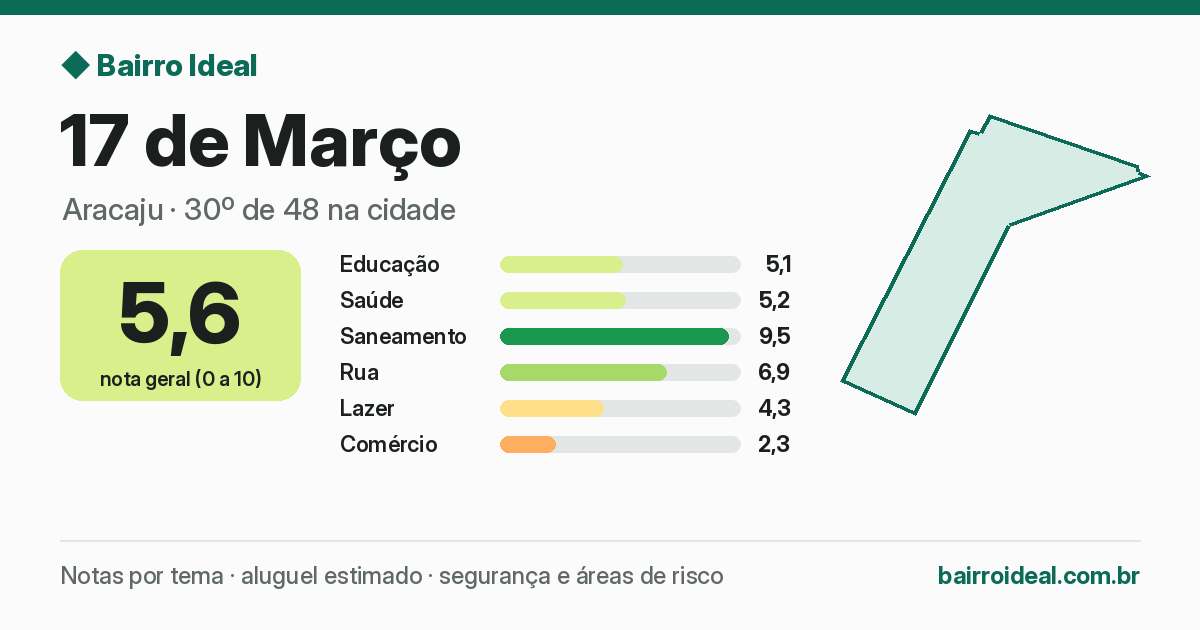 Bairro Ideal
17 de Março
Aracaju · 30º de 48 na cidade
5,6
nota geral (0 a 10)
Educação 5,1
Saúde 5,2
Saneamento 9,5
Rua 6,9
Lazer 4,3
Comércio 2,3
Notas por tema · aluguel estimado · segurança e áreas de risco
bairroideal.com.br